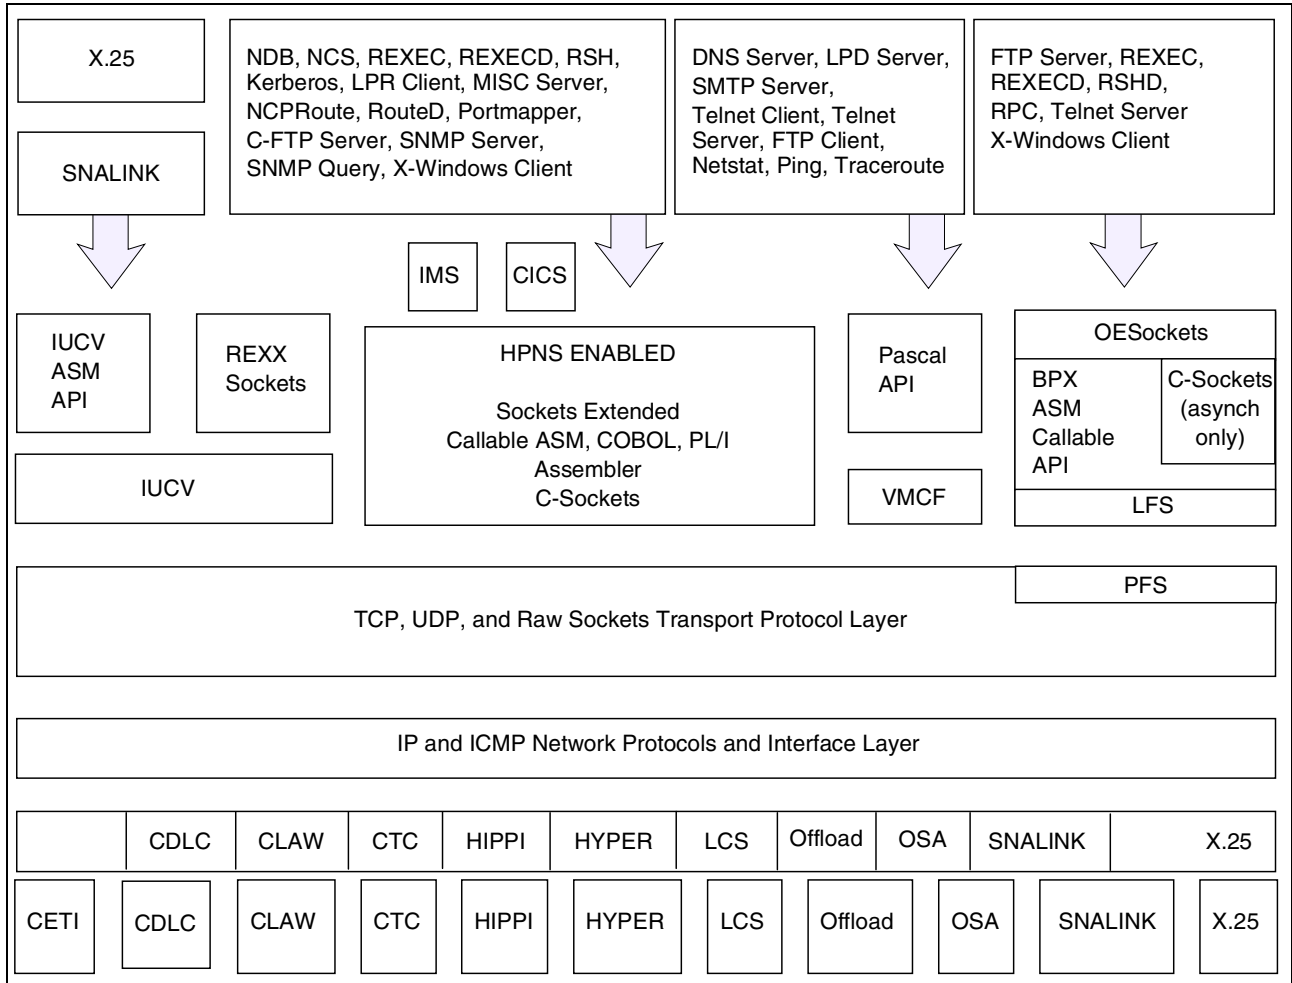 X.25
SNALINK
NDB, NCS, REXEC, REXECD, RSH,
Kerberos, LPR Client, MISC Server,
NCPRoute, RouteD, Portmapper,
C-FTP Server, SNMP Server,
SNMP Query, X-Windows Client
DNS Server, LPD Server,
SMTP Server,
Telnet Client, Telnet
Server, FTP Client,
Netstat, Ping, Traceroute
FTP Server, REXEC,
REXECD, RSHD,
RPC, Telnet Server
X-Windows Client
IMS
CICS
IUCV
ASM
API
REXX
Sockets
IUCV
HPNS ENABLED
Sockets Extended
Callable ASM, COBOL, PL/I
Assembler
C-Sockets
Pascal
API
VMCF
OESockets
BPX
ASM
Callable
API
C-Sockets
(asynch
only)
LFS
PFS
TCP, UDP, and Raw Sockets Transport Protocol Layer
IP and ICMP Network Protocols and Interface Layer
CDLC CLAW CTC HIPPI HYPER LCS Offload OSA SNALINK X.25
CETI CDLC CLAW CTC HIPPI HYPER LCS Offload OSA SNALINK X.25